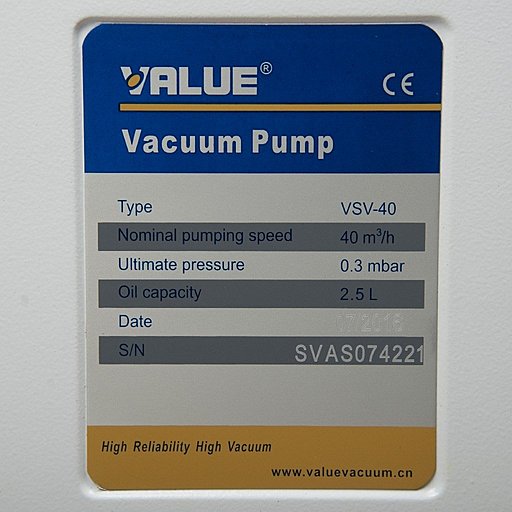 VALUE®
CE
Vacuum Pump
Type VSV-40
Nominal pumping speed 40 m³/h
Ultimate pressure 0.3 mbar
Oil capacity 2.5 L
Date
S/N SVAS074221
High Reliability High Vacuum
www.valuevacuum.cn